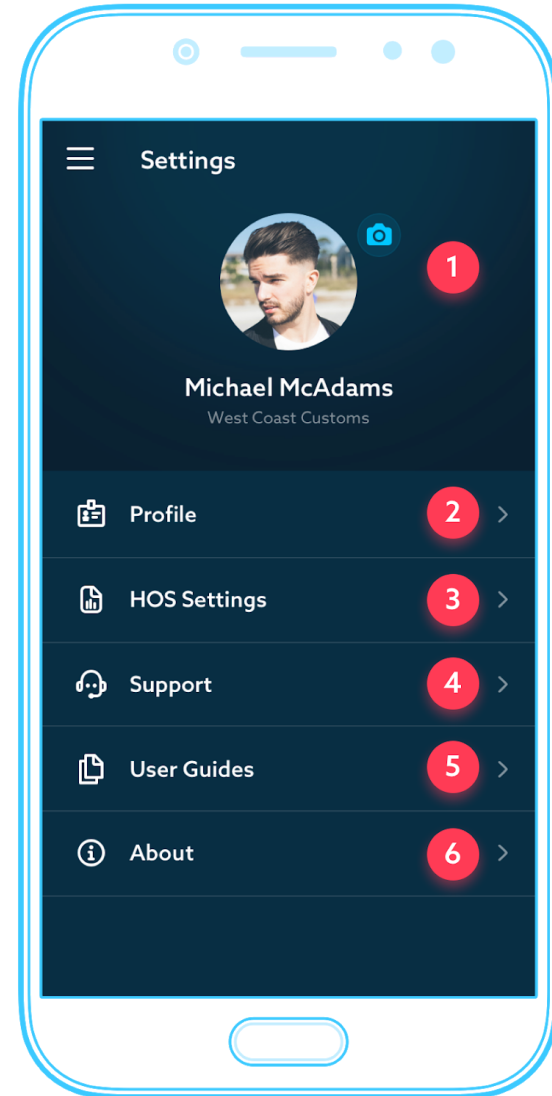 Settings
1
Michael McAdams
West Coast Customs
Profile 2
HOS Settings 3
Support 4
User Guides 5
About 6